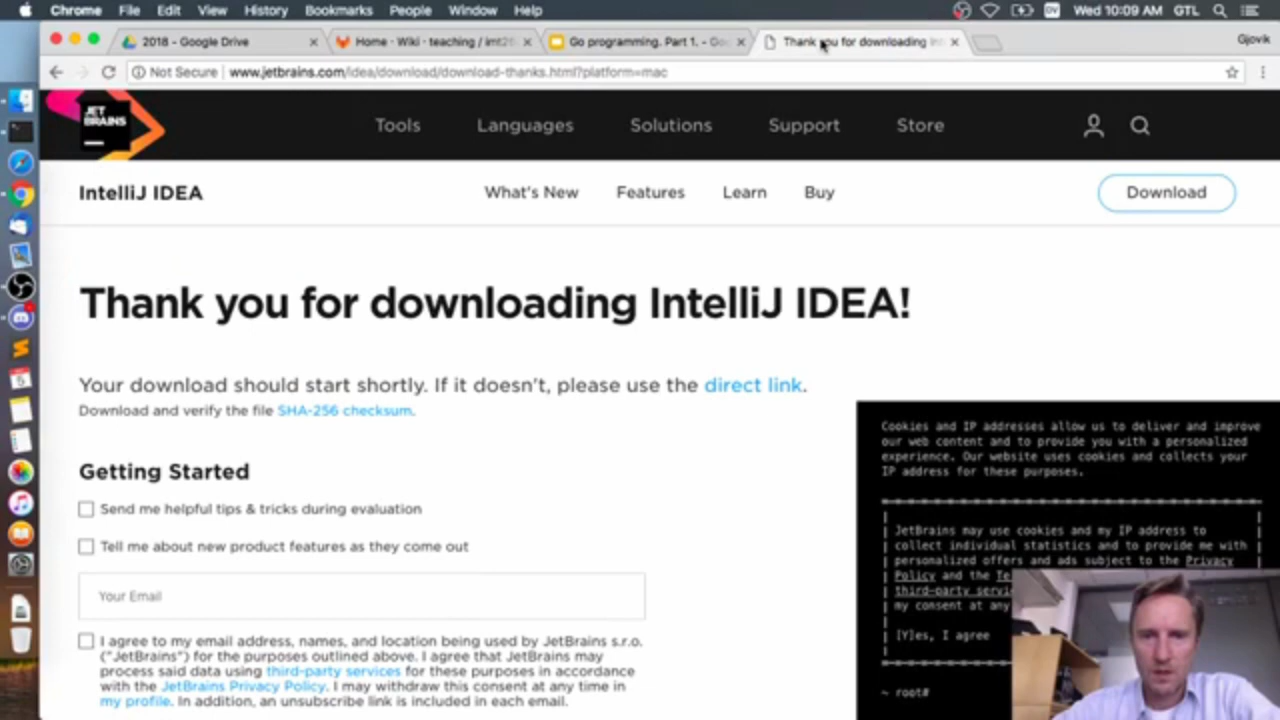 Chrome File Edit View History Bookmarks People Window Help Wed 10:09 AM GTL
2018 - Google Drive Home · Wiki · teaching / imt2 Go programming. Part 1. - Go Thank you for downloading Int Gjovik
Not Secure www.jetbrains.com/idea/download/download-thanks.html?platform=mac
JET
BRAINS
Tools Languages Solutions Support Store
IntelliJ IDEA What's New Features Learn Buy Download
Thank you for downloading IntelliJ IDEA!
Your download should start shortly. If it doesn't, please use the direct link.
Download and verify the file SHA-256 checksum.
Getting Started
Send me helpful tips & tricks during evaluation
Tell me about new product features as they come out
Your Email
I agree to my email address, names, and location being used by JetBrains s.r.o.
("JetBrains") for the purposes outlined above. I agree that JetBrains may
process said data using third-party services for these purposes in accordance
with the JetBrains Privacy Policy. I may withdraw this consent at any time in
my profile. In addition, an unsubscribe link is included in each email.
Cookies and IP addresses allow us to deliver and improve
our web content and to provide you with a personalized
experience. Our website uses cookies and collects your
IP address for these purposes.
JetBrains may use cookies and my IP address to
collect individual statistics and to provide me with
personalized offers and ads subject to the Privacy
Policy and the Te
third-party servi
my consent at any
[Y]es, I agree
~ root#